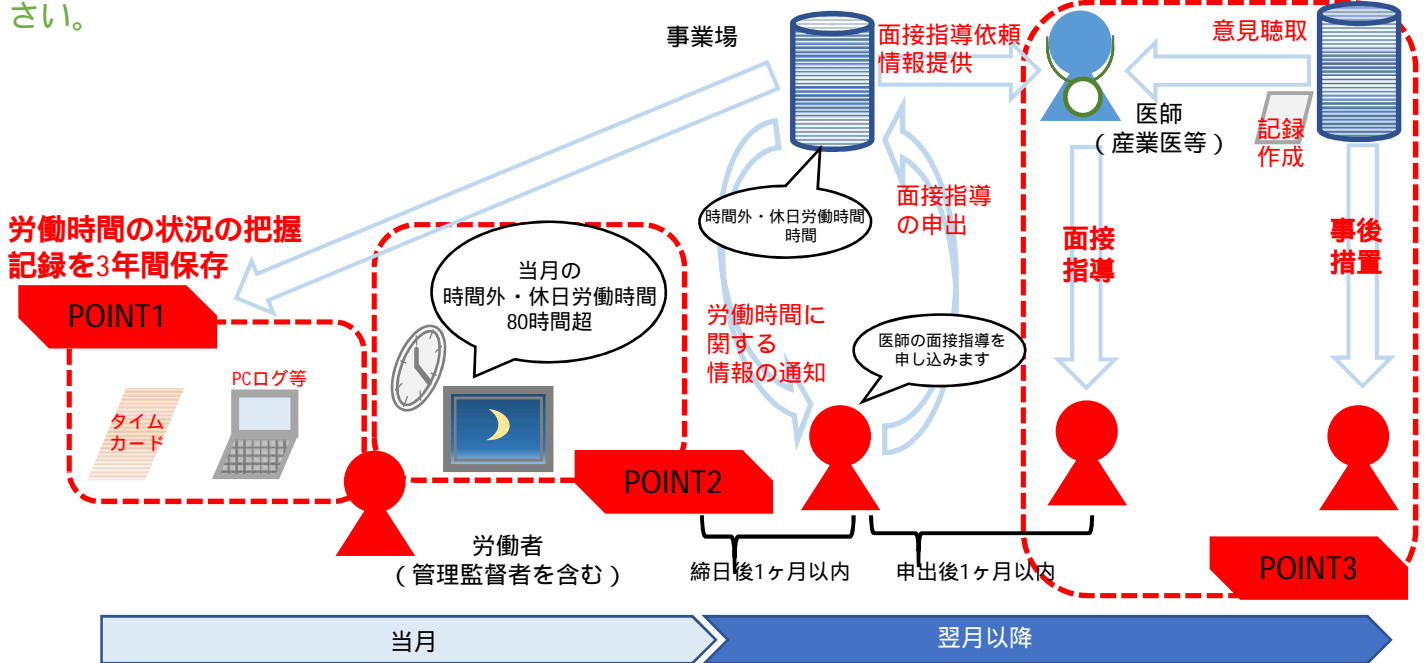 さい。
事業場
面接指導依頼
情報提供
意見聴取
医師
(産業医等)
記録
作成
時間外・休日労働時間
時間
面接指導
の申出
面接
指導
事後
措置
労働時間の状況の把握
記録を3年間保存
POINT1
PCログ等
タイム
カード
当月の
時間外・休日労働時間
80時間超
POINT2
労働時間に
関する
情報の通知
医師の面接指導を
申し込みます
労働者
(管理監督者を含む)
締日後1ヶ月以内
申出後1ヶ月以内
POINT3
当月
翌月以降